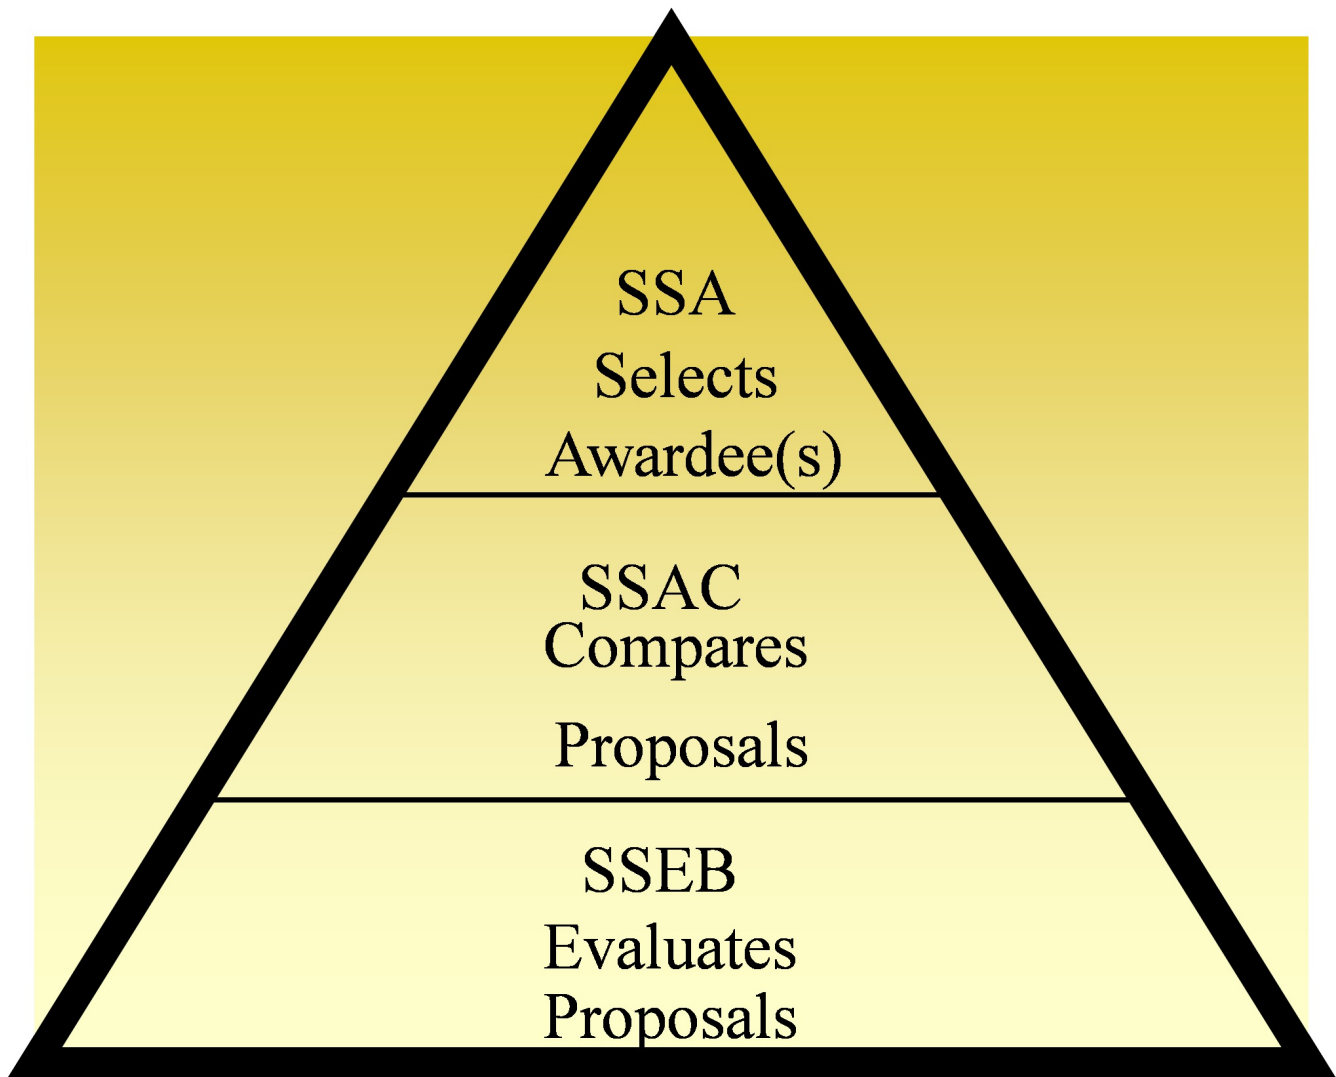 SSA
Selects
Awardee(s)
SSAC
Compares
Proposals
SSEB
Evaluates
Proposals